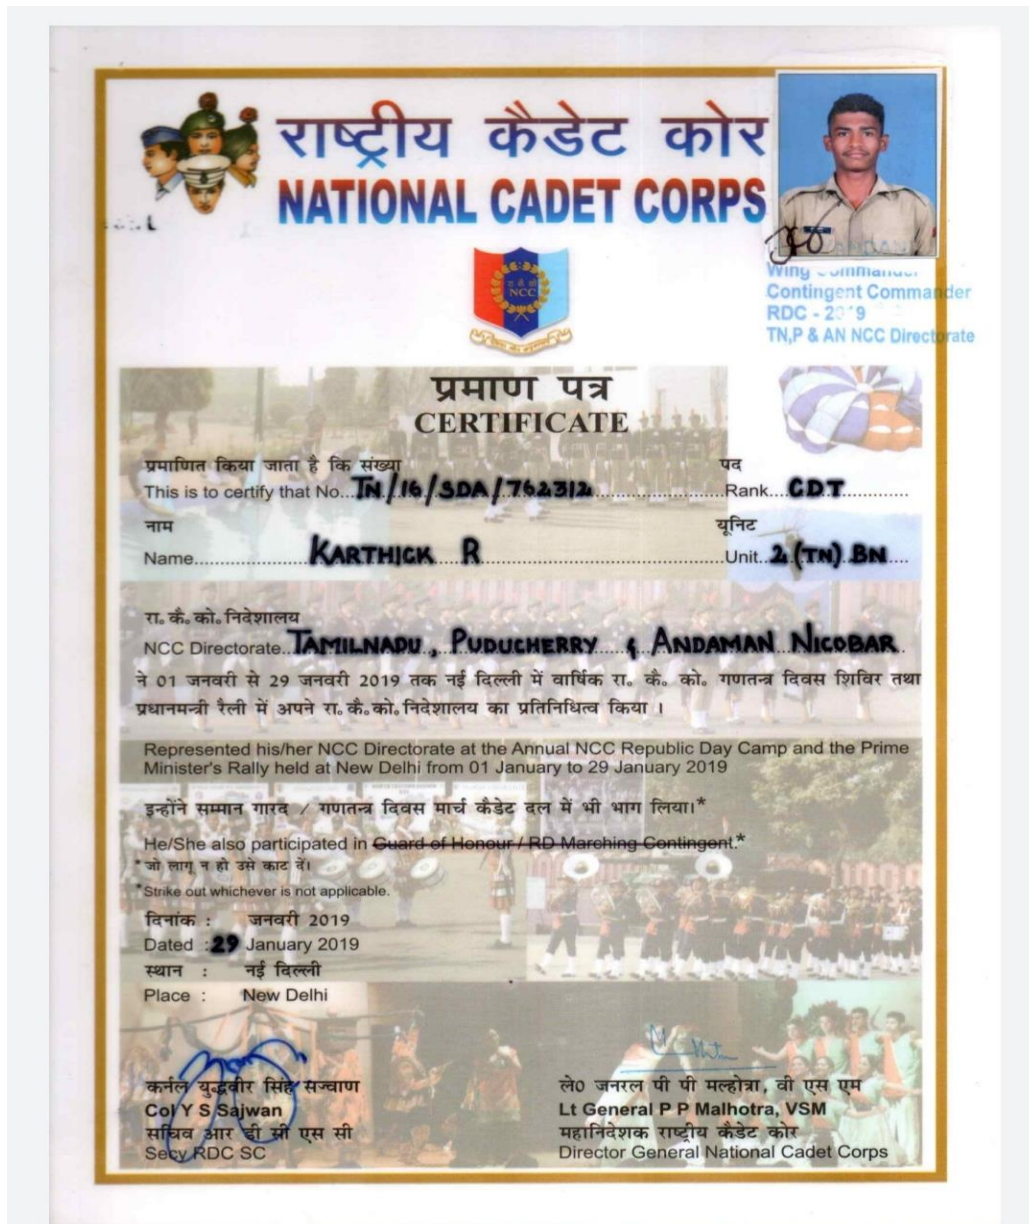 राष्ट्रीय कैडेट कोर
NATIONAL CADET CORPS
रा. कै. को
NCC
Wing Commander
Contingent Commander
RDC - 2019
TN,P & AN NCC Directorate
प्रमाण पत्र
CERTIFICATE
प्रमाणित किया जाता है कि संख्या पद
This is to certify that No...TN/16/SDA/762312......Rank...CDT
नाम यूनिट
Name......KARTHICK R......Unit..2 (TN) BN....
रा॰ कै॰ को॰ निदेशालय
NCC Directorate..TAMILNADU, PUDUCHERRY & ANDAMAN NICOBAR
ने 01 जनवरी से 29 जनवरी 2019 तक नई दिल्ली में वार्षिक रा॰ कै॰ को॰ गणतन्त्र दिवस शिविर तथा
प्रधानमन्त्री रैली में अपने रा॰ कै॰ को॰ निदेशालय का प्रतिनिधित्व किया ।
Represented his/her NCC Directorate at the Annual NCC Republic Day Camp and the Prime
Minister's Rally held at New Delhi from 01 January to 29 January 2019
इन्होंने सम्मान गारद / गणतन्त्र दिवस मार्च कैडेट दल में भी भाग लिया।*
He/She also participated in Guard of Honour / RD Marching Contingent.*
*जो लागू न हो उसे काट दें।
*Strike out whichever is not applicable.
दिनांक : जनवरी 2019
Dated : 29 January 2019
स्थान : नई दिल्ली
Place : New Delhi
कर्नल युद्धवीर सिंह सज्वाण
Col Y S Sajwan
सचिव आर डी सी एस सी
Secy RDC SC
ले० जनरल पी पी मल्होत्रा, वी एस एम
Lt General P P Malhotra, VSM
महानिदेशक राष्ट्रीय कैडेट कोर
Director General National Cadet Corps